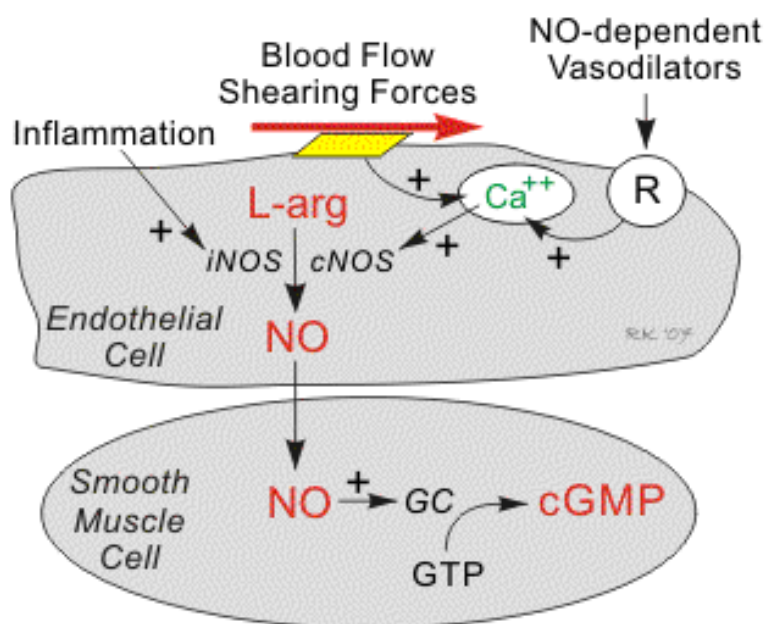 NO-dependent
Vasodilators
Blood Flow
Shearing Forces
Inflammation
+
Ca++
R
L-arg
+
+
+
iNOS
cNOS
Endothelial
Cell
NO
RK '07
Smooth
Muscle
Cell
NO
+
GC
cGMP
GTP